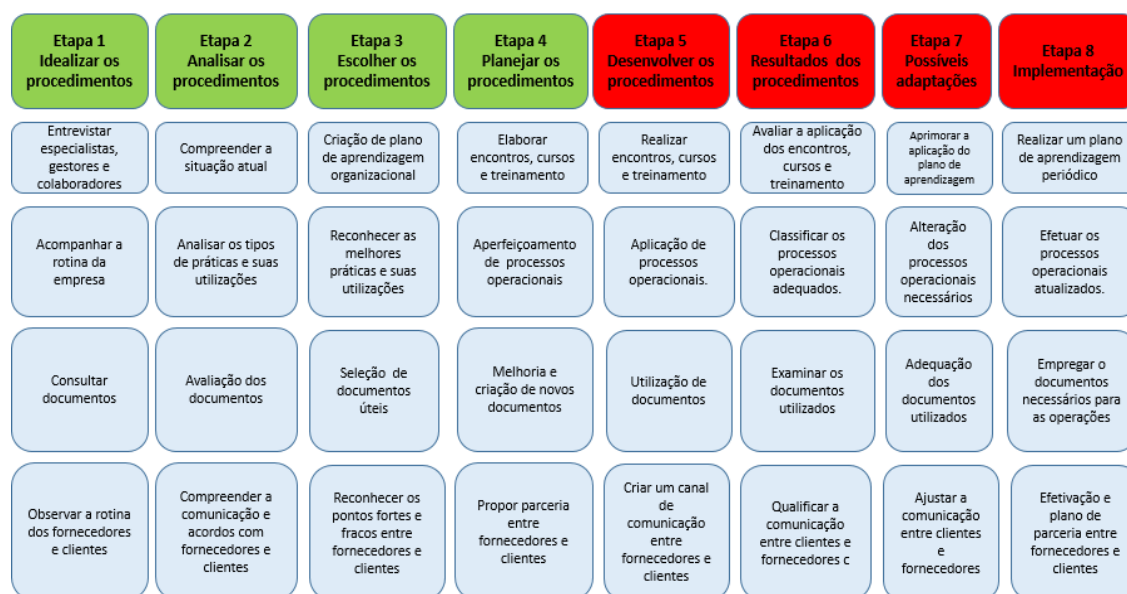 Etapa 1
Idealizar os
procedimentos
Etapa 2
Analisar os
procedimentos
Etapa 3
Escolher os
procedimentos
Etapa 4
Planejar os
procedimentos
Etapa 5
Desenvolver os
procedimentos
Etapa 6
Resultados dos
procedimentos
Etapa 7
Possíveis
adaptações
Etapa 8
Implementação
Entrevistar
especialistas,
gestores e
colaboradores
Compreender a
situação atual
Criação de plano
de aprendizagem
organizacional
Elaborar
encontros, cursos
e treinamento
Realizar
encontros, cursos
e treinamento
Avaliar a aplicação
dos encontros,
cursos e
treinamento
Aprimorar a
aplicação do
plano de
aprendizagem
Realizar um plano
de aprendizagem
periódico
Acompanhar a
rotina da
empresa
Analisar os tipos
de práticas e suas
utilizações
Reconhecer as
melhores
práticas e suas
utilizações
Aperfeiçoamento
de processos
operacionais
Aplicação de
processos
operacionais.
Classificar os
processos
operacionais
adequados.
Alteração
dos
processos
operacionais
necessários
Efetuar os
processos
operacionais
atualizados.
Consultar
documentos
Avaliação dos
documentos
Seleção de
documentos
úteis
Melhoria e
criação de novos
documentos
Utilização de
documentos
Examinar os
documentos
utilizados
Adequação
dos
documentos
utilizados
Empregar o
documentos
necessários para
as operações
Observar a rotina
dos fornecedores
e clientes
Compreender a
comunicação e
acordos com
fornecedores e
clientes
Reconhecer os
pontos fortes e
fracos entre
fornecedores e
clientes
Propor parceria
entre
fornecedores e
clientes
Criar um canal
de
comunicação
entre
fornecedores e
clientes
Qualificar a
comunicação
entre clientes e
fornecedores c
Ajustar a
comunicação
entre clientes
e
fornecedores
Efetivação e
plano de
parceria entre
fornecedores e
clientes